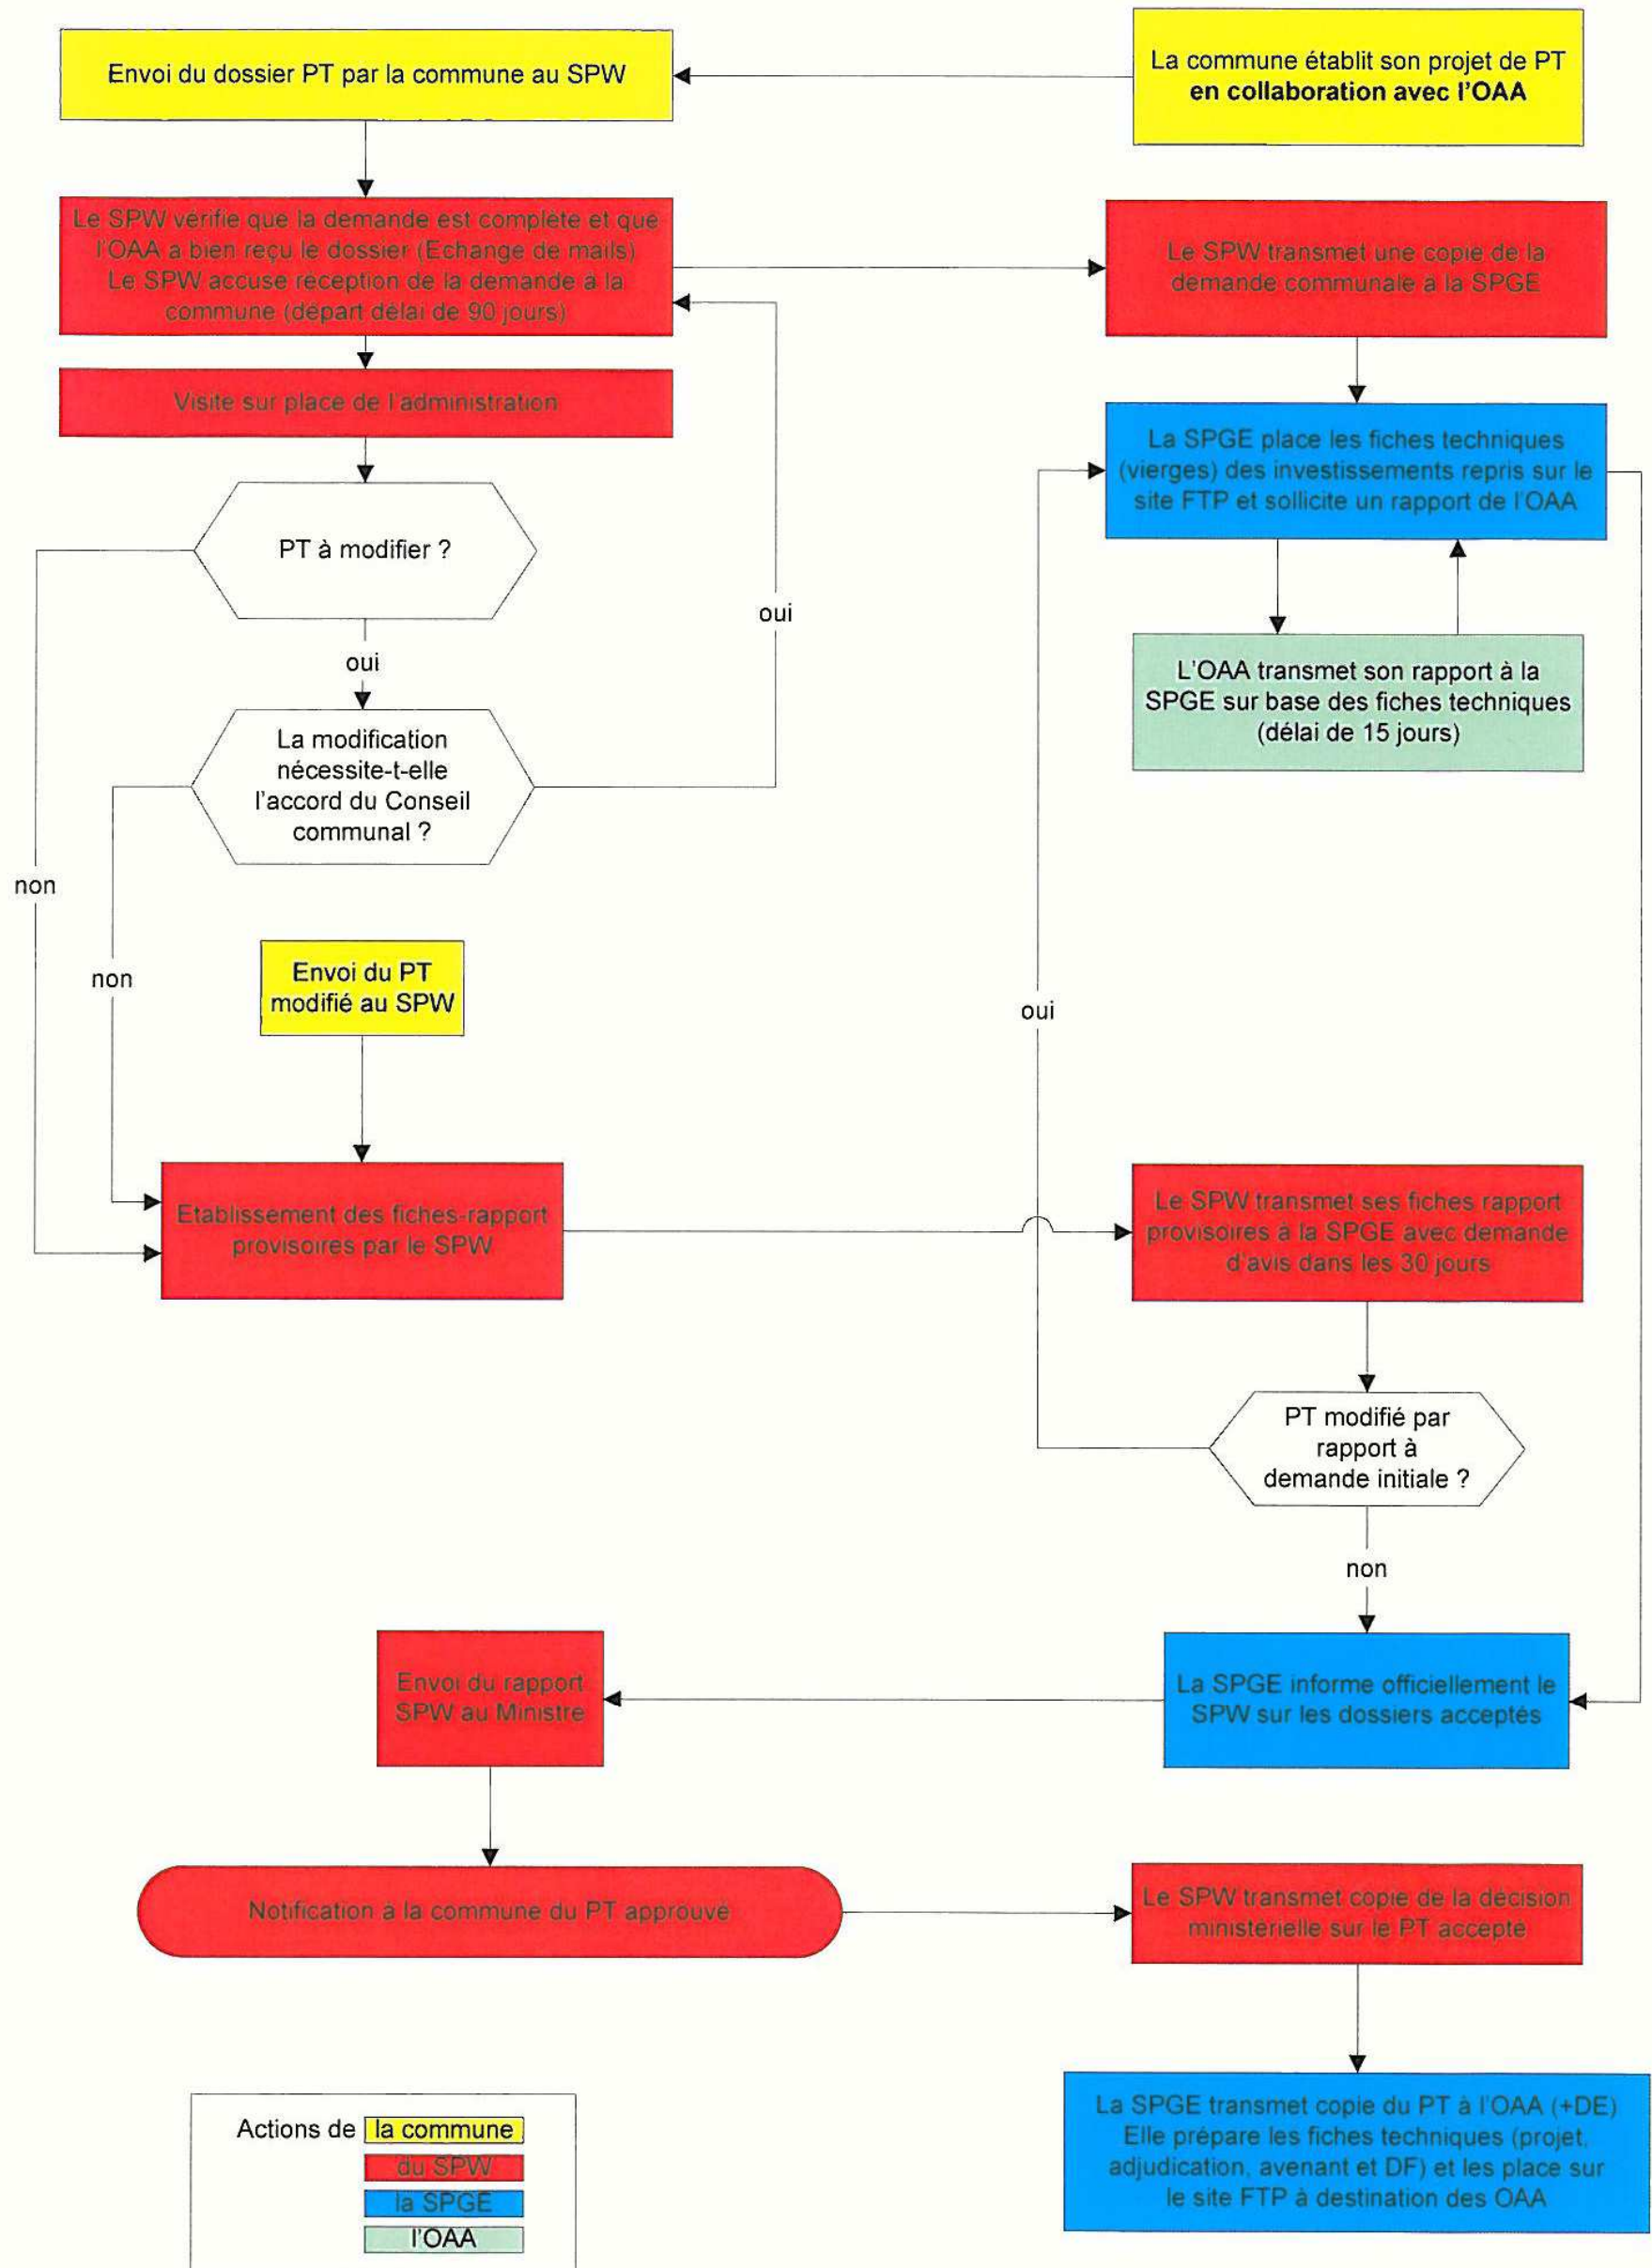 Envoi du dossier PT par la commune au SPW
La commune établit son projet de PT
en collaboration avec l'OAA
Le SPW vérifie que la demande est complète et que
l'OAA a bien reçu le dossier (Echange de mails)
Le SPW accuse réception de la demande à la
commune (départ délai de 90 jours)
Le SPW transmet une copie de la
demande communale à la SPGE
Visite sur place de l'administration
La SPGE place les fiches techniques
(vierges) des investissements repris sur le
site FTP et sollicite un rapport de l'OAA
PT à modifier ?
oui
oui
L'OAA transmet son rapport à la
SPGE sur base des fiches techniques
(délai de 15 jours)
La modification
nécessite-t-elle
l'accord du Conseil
communal ?
non
non
Envoi du PT
modifié au SPW
oui
Etablissement des fiches-rapport
provisoires par le SPW
Le SPW transmet ses fiches rapport
provisoires à la SPGE avec demande
d'avis dans les 30 jours
PT modifié par
rapport à
demande initiale ?
non
Envoi du rapport
SPW au Ministre
La SPGE informe officiellement le
SPW sur les dossiers acceptés
Notification à la commune du PT approuvé
Le SPW transmet copie de la décision
ministérielle sur le PT accepté
La SPGE transmet copie du PT à l'OAA (+DE)
Elle prépare les fiches techniques (projet,
adjudication, avenant et DF) et les place sur
le site FTP à destination des OAA
Actions de la commune
du SPW
la SPGE
l'OAA